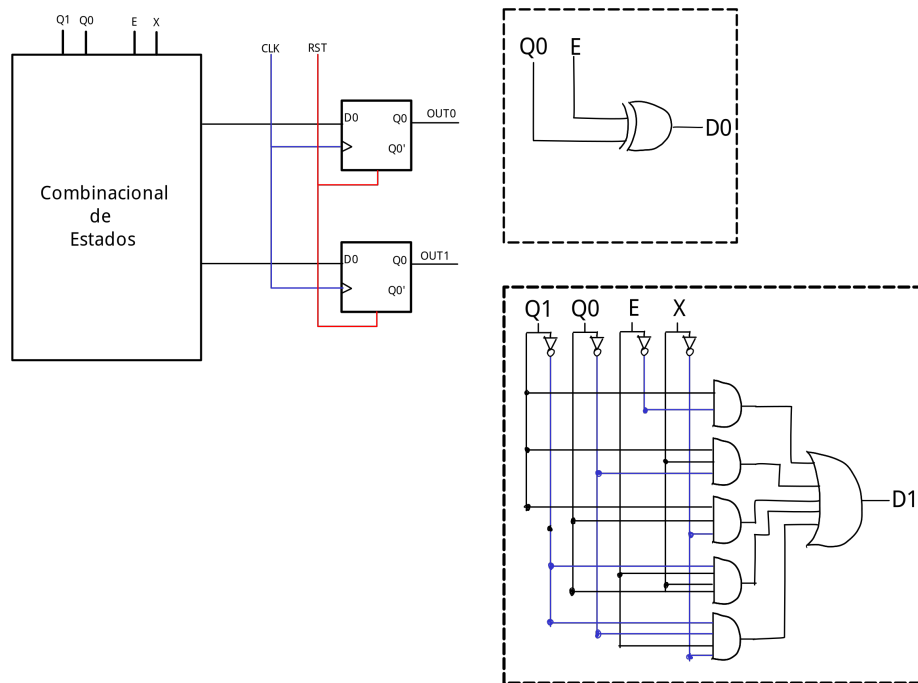 Q1 Q0 E X
Combinacional
de
Estados
CLK RST
D0 Q0 OUT0
Q0'
D0 Q0 OUT1
Q0'
Q0 E
D0
Q1 Q0 E X
D1